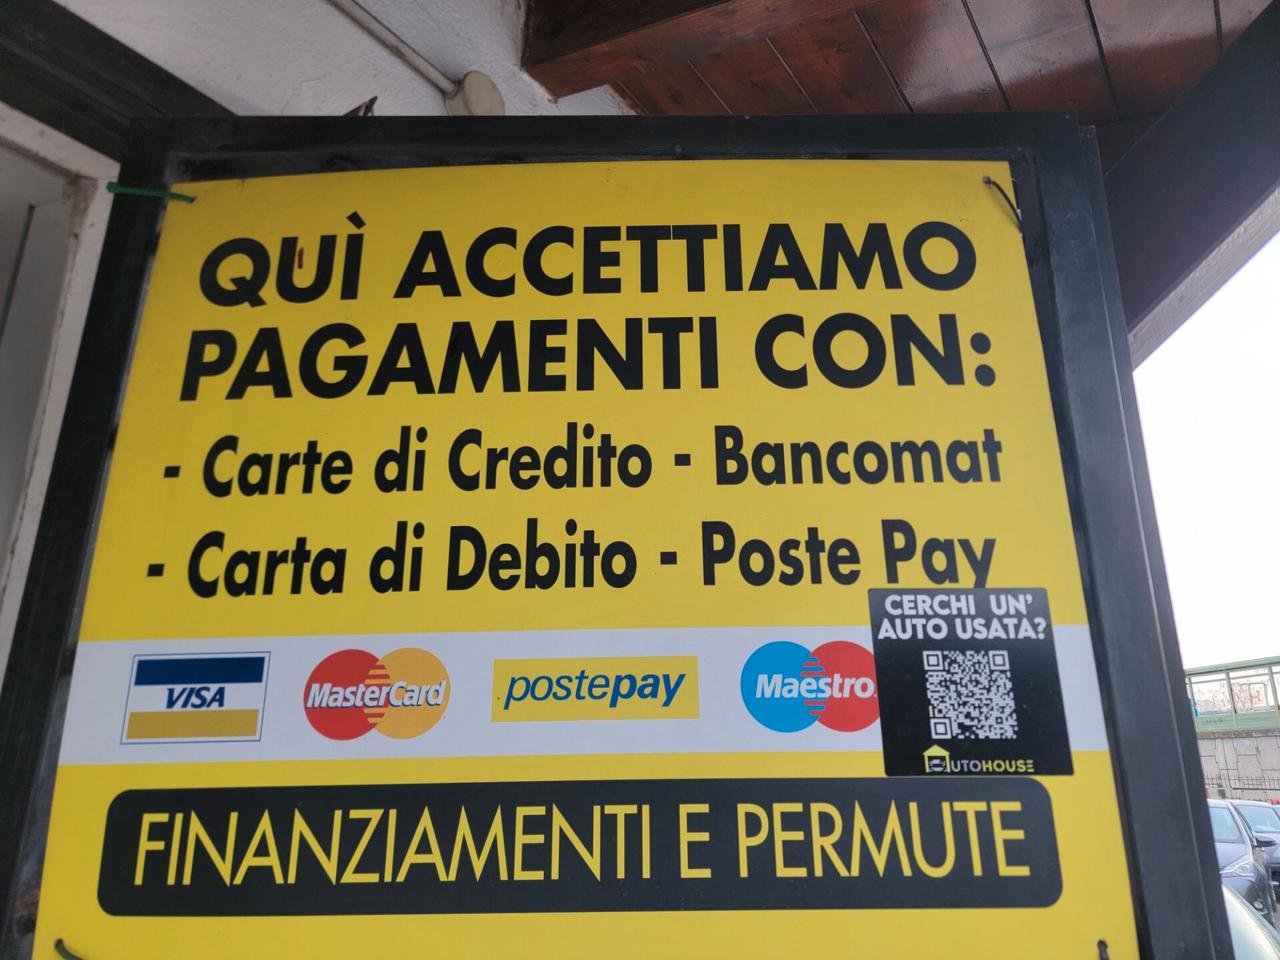 QUÌ ACCETTIAMO
PAGAMENTI CON:
- Carte di Credito - Bancomat
- Carta di Debito - Poste Pay
CERCHI UN'
AUTO USATA?
VISA
MasterCard
postepay
Maestro
AUTOHOUSE
FINANZIAMENTI E PERMUTE